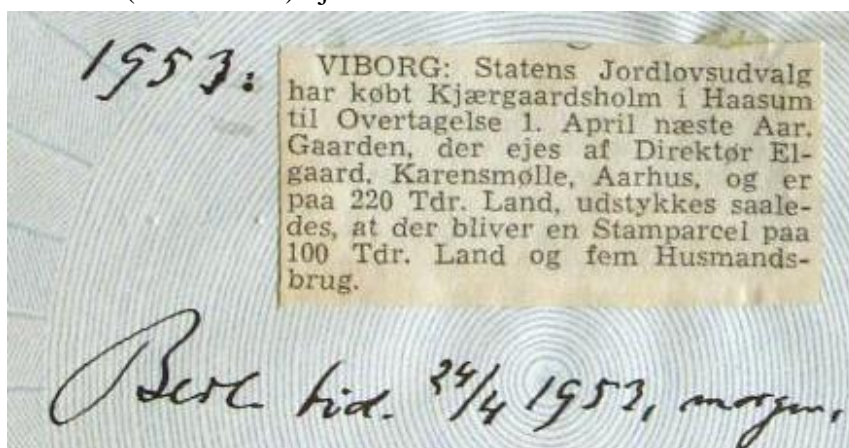 1953:
VIBORG: Statens Jordlovsudvalg
har købt Kjærgaardsholm i Haasum
til Overtagelse 1. April næste Aar.
Gaarden, der ejes af Direktør El-
gaard, Karensmølle, Aarhus, og er
paa 220 Tdr. Land, udstykkes saale-
des, at der bliver en Stamparcel paa
100 Tdr. Land og fem Husmands-
brug.
Berl. tid. 24/4 1953, morgen,